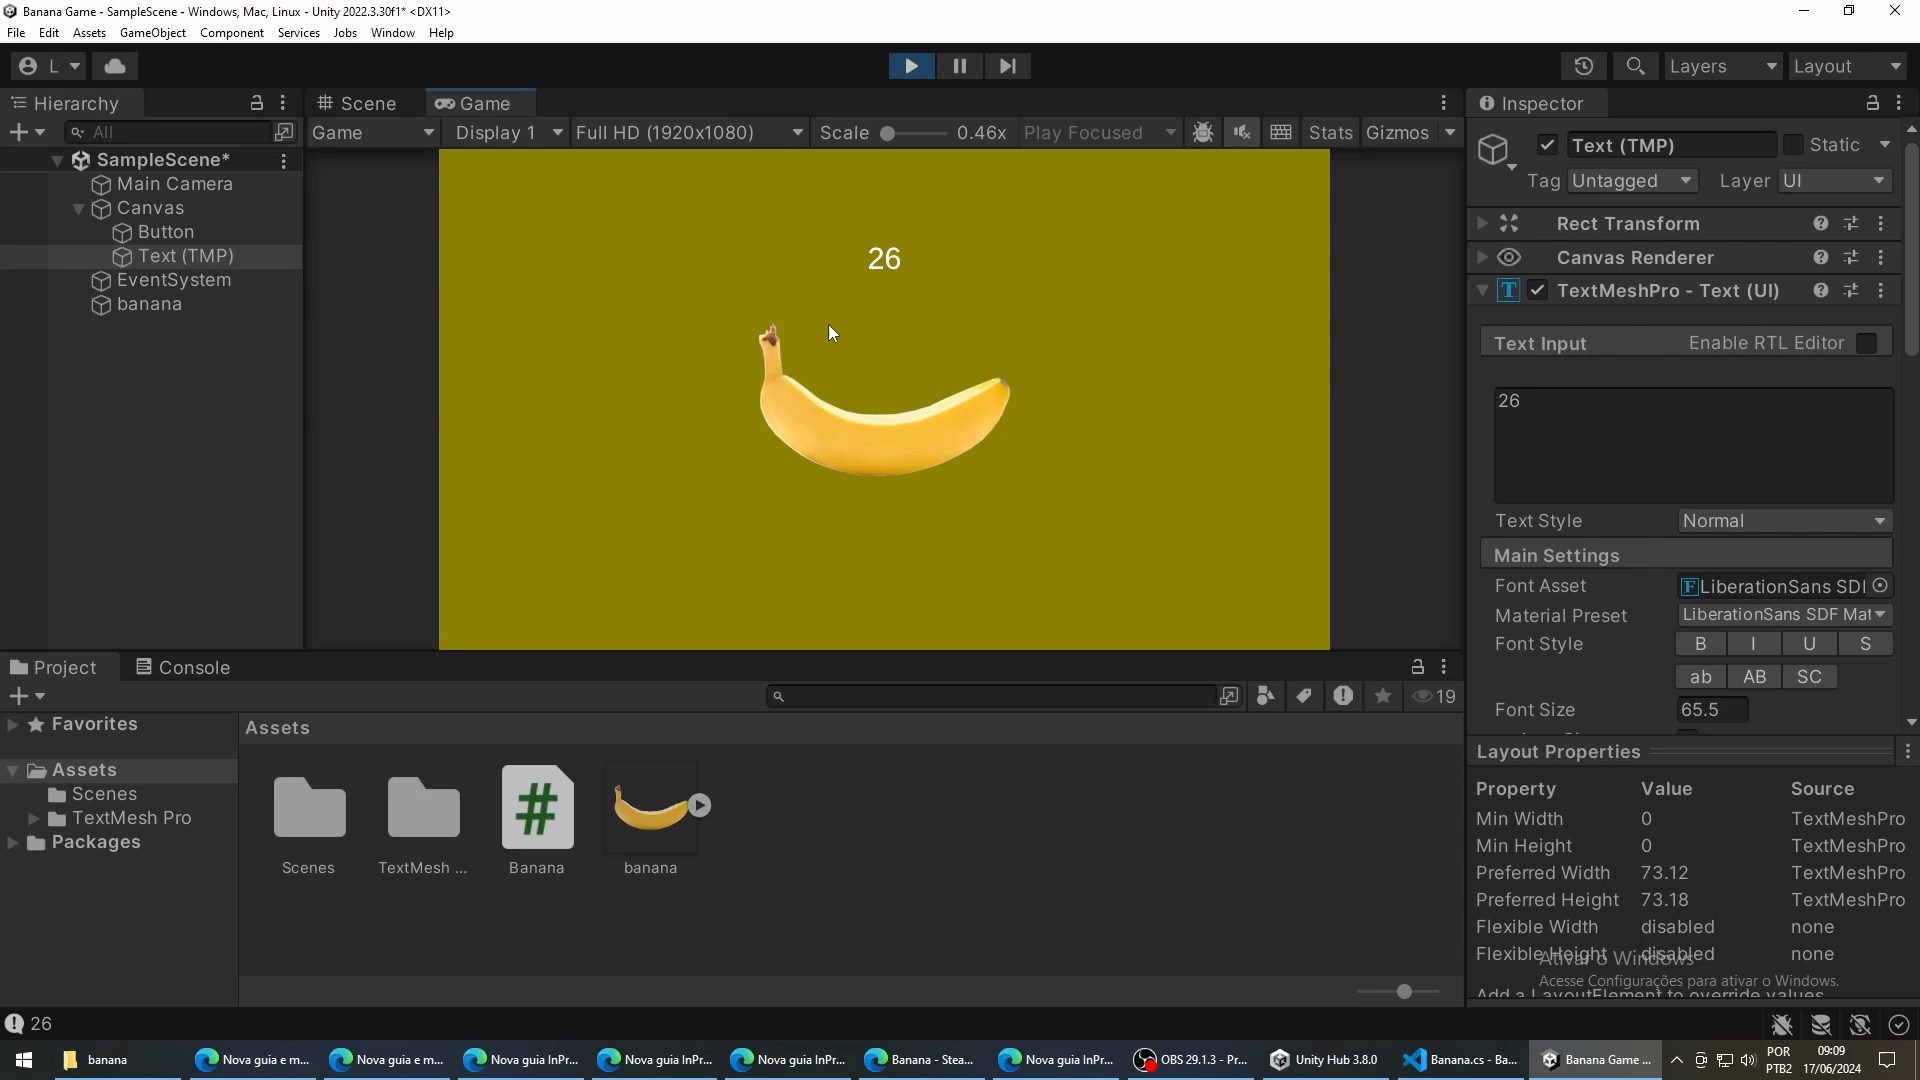 Banana Game - SampleScene - Windows, Mac, Linux - Unity 2022.3.30f1* <DX11>
File Edit Assets GameObject Component Services Jobs Window Help
L Layers Layout
Hierarchy
All
SampleScene*
Main Camera
Canvas
Button
Text (TMP)
EventSystem
banana
Scene Game
Game Display 1 Full HD (1920x1080) Scale 0.46x Play Focused Stats Gizmos
26
Inspector
Text (TMP) Static
Tag Untagged Layer UI
Rect Transform
Canvas Renderer
TextMeshPro - Text (UI)
Text Input Enable RTL Editor
26
Text Style Normal
Main Settings
Font Asset LiberationSans SDF
Material Preset LiberationSans SDF Mat
Font Style B I U S
ab AB SC
Font Size 65.5
Layout Properties
Property Value Source
Min Width 0 TextMeshPro
Min Height 0 TextMeshPro
Preferred Width 73.12 TextMeshPro
Preferred Height 73.18 TextMeshPro
Flexible Width disabled none
Flexible Height disabled none
Ativar o Windows
Acesse Configurações para ativar o Windows.
Add a LayoutElement to override values
Project Console
19
Favorites
Assets
Scenes
TextMesh Pro
Packages
Assets
Scenes TextMesh ... Banana banana
26
banana Nova guia e m... Nova guia e m... Nova guia InPr... Nova guia InPr... Nova guia InPr... Banana - Stea... Nova guia InPr... OBS 29.1.3 - Pr... Unity Hub 3.8.0 Banana.cs - Ba... Banana Game ...
POR
PTB2
09:09
17/06/2024